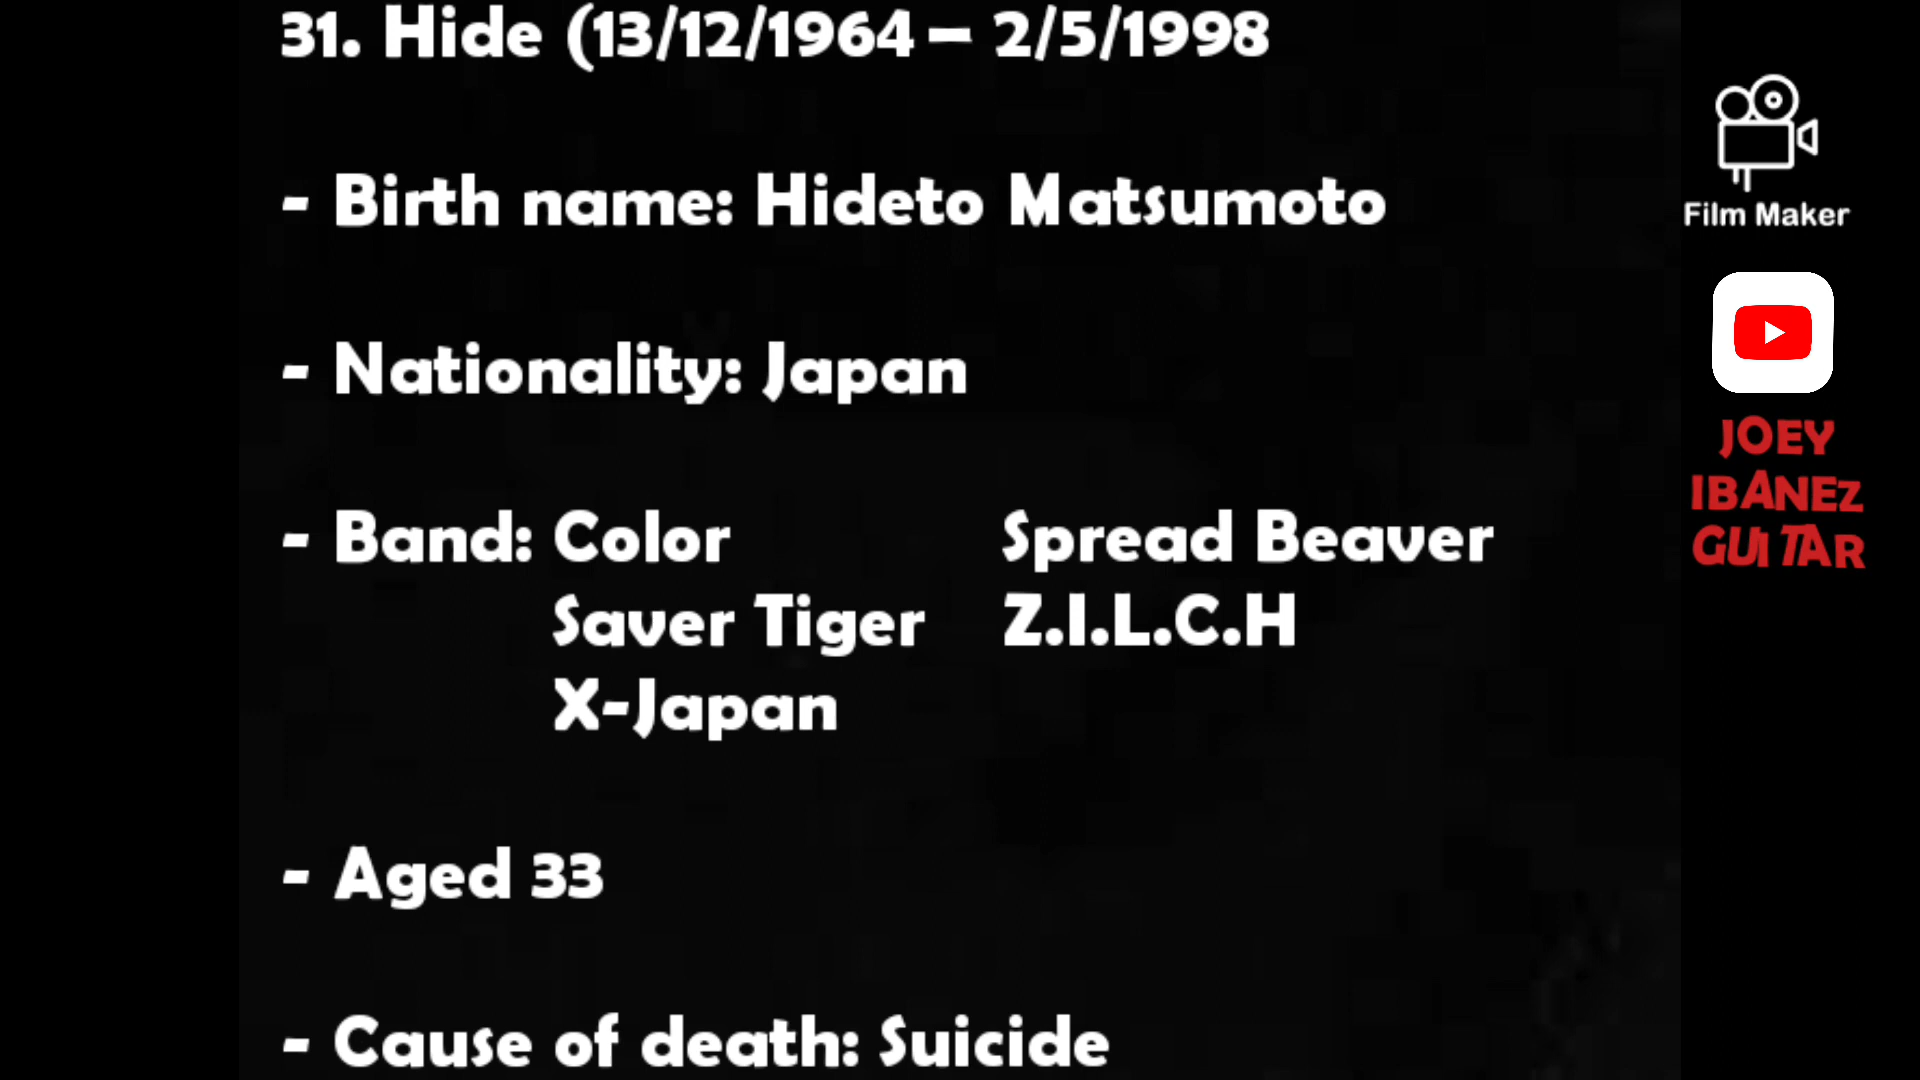 31. Hide (13/12/1964 – 2/5/1998
- Birth name: Hideto Matsumoto
- Nationality: Japan
- Band: Color Spread Beaver
Saver Tiger Z.I.L.C.H
X-Japan
- Aged 33
- Cause of death: Suicide
Film Maker
JOEY
IBANEZ
GUITAR